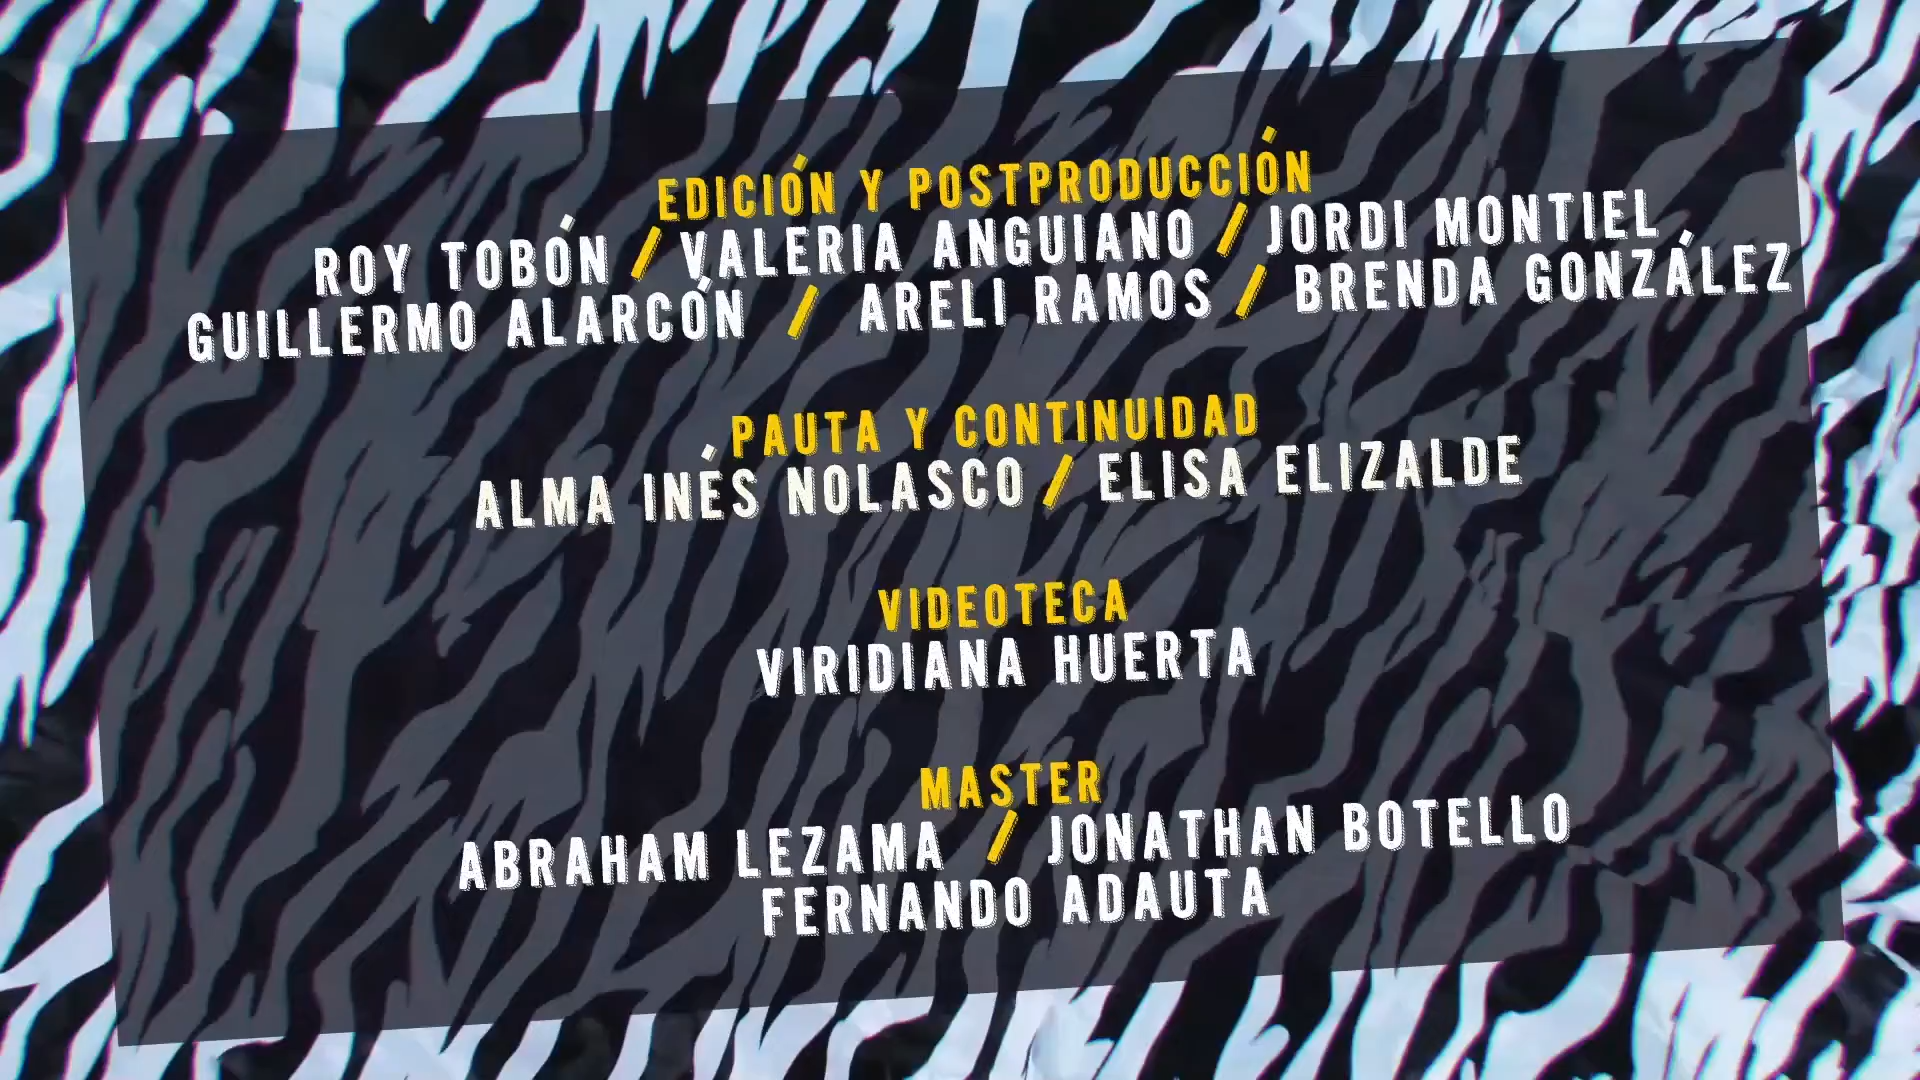 EDICIÓN Y POSTPRODUCCIÓN
ROY TOBÓN / VALERIA ANGUIANO / JORDI MONTIEL
GUILLERMO ALARCÓN / ARELI RAMOS / BRENDA GONZÁLEZ
PAUTA Y CONTINUIDAD
ALMA INÉS NOLASCO / ELISA ELIZALDE
VIDEOTECA
VIRIDIANA HUERTA
MASTER
ABRAHAM LEZAMA / JONATHAN BOTELLO
FERNANDO ADAUTA